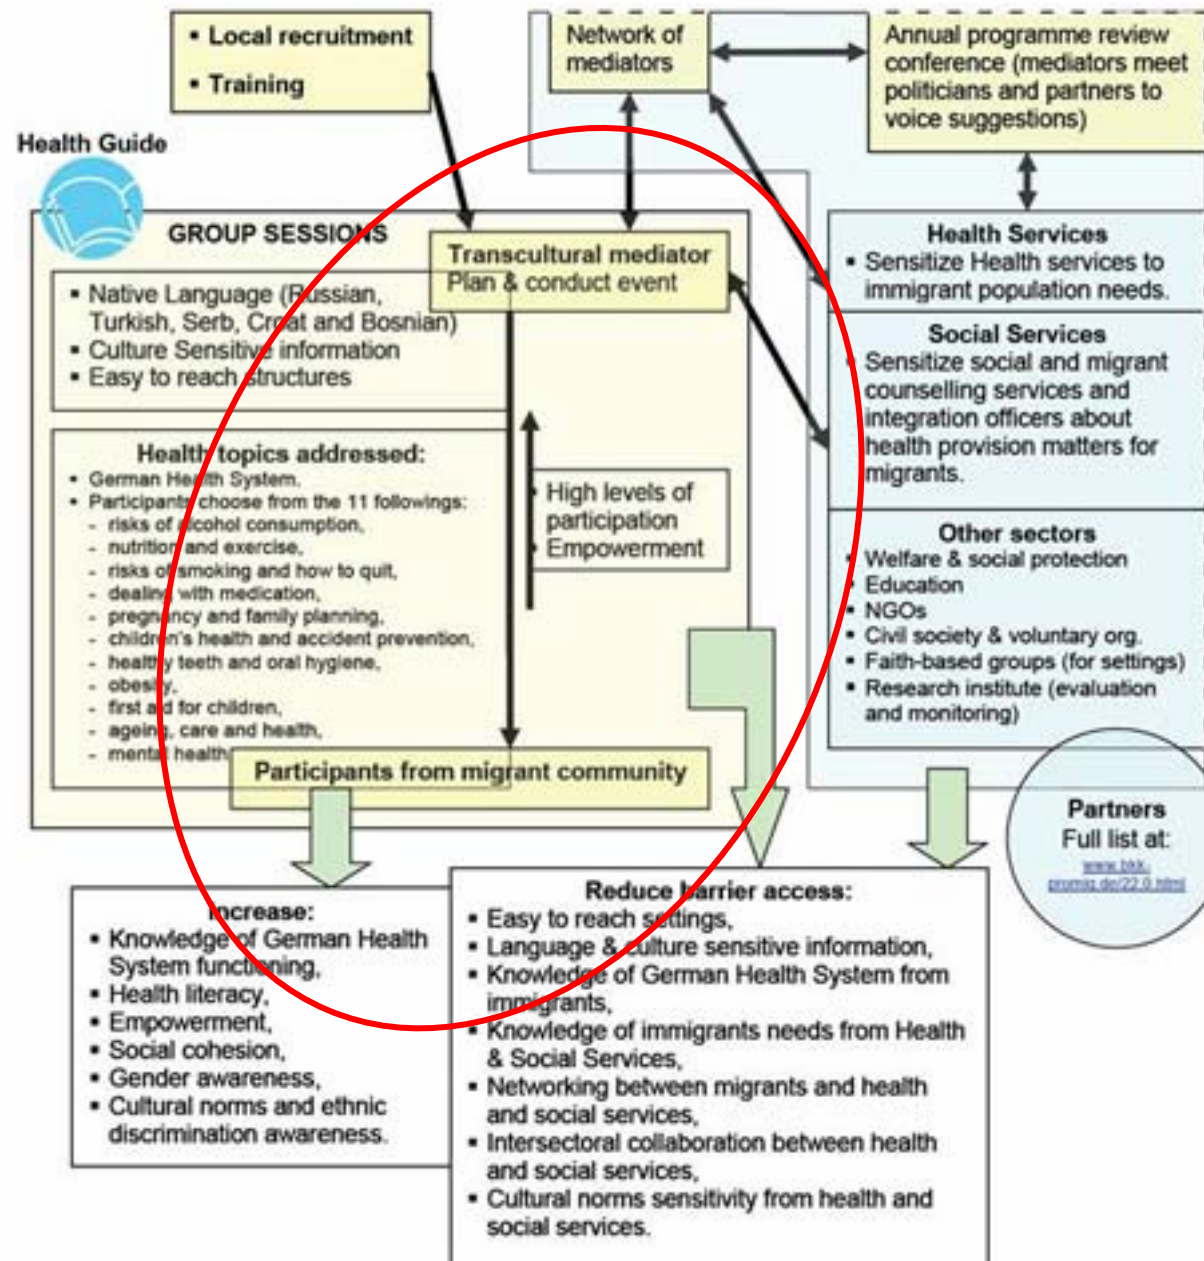 ▪ Local recruitment
▪ Training
Network of
mediators
Annual programme review
conference (mediators meet
politicians and partners to
voice suggestions)
Health Guide
GROUP SESSIONS
Transcultural mediator
Plan & conduct event
▪ Native Language (Russian,
Turkish, Serb, Croat and Bosnian)
▪ Culture Sensitive information
▪ Easy to reach structures
Health topics addressed:
▪ German Health System.
▪ Participants choose from the 11 followings:
- risks of alcohol consumption,
- nutrition and exercise,
- risks of smoking and how to quit,
- dealing with medication,
- pregnancy and family planning,
- children's health and accident prevention,
- healthy teeth and oral hygiene,
- obesity,
- first aid for children,
- ageing, care and health,
- mental health
▪ High levels of
participation
▪ Empowerment
Participants from migrant community
Health Services
▪ Sensitize Health services to
immigrant population needs.
Social Services
▪ Sensitize social and migrant
counselling services and
integration officers about
health provision matters for
migrants.
Other sectors
▪ Welfare & social protection
▪ Education
▪ NGOs
▪ Civil society & voluntary org.
▪ Faith-based groups (for settings)
▪ Research institute (evaluation
and monitoring)
Partners
Full list at:
www.bkk-
promig.de/22.0.html
Increase:
▪ Knowledge of German Health
System functioning,
▪ Health literacy,
▪ Empowerment,
▪ Social cohesion,
▪ Gender awareness,
▪ Cultural norms and ethnic
discrimination awareness.
Reduce barrier access:
▪ Easy to reach settings,
▪ Language & culture sensitive information,
▪ Knowledge of German Health System from
immigrants,
▪ Knowledge of immigrants needs from Health
& Social Services,
▪ Networking between migrants and health
and social services,
▪ Intersectoral collaboration between health
and social services,
▪ Cultural norms sensitivity from health and
social services.